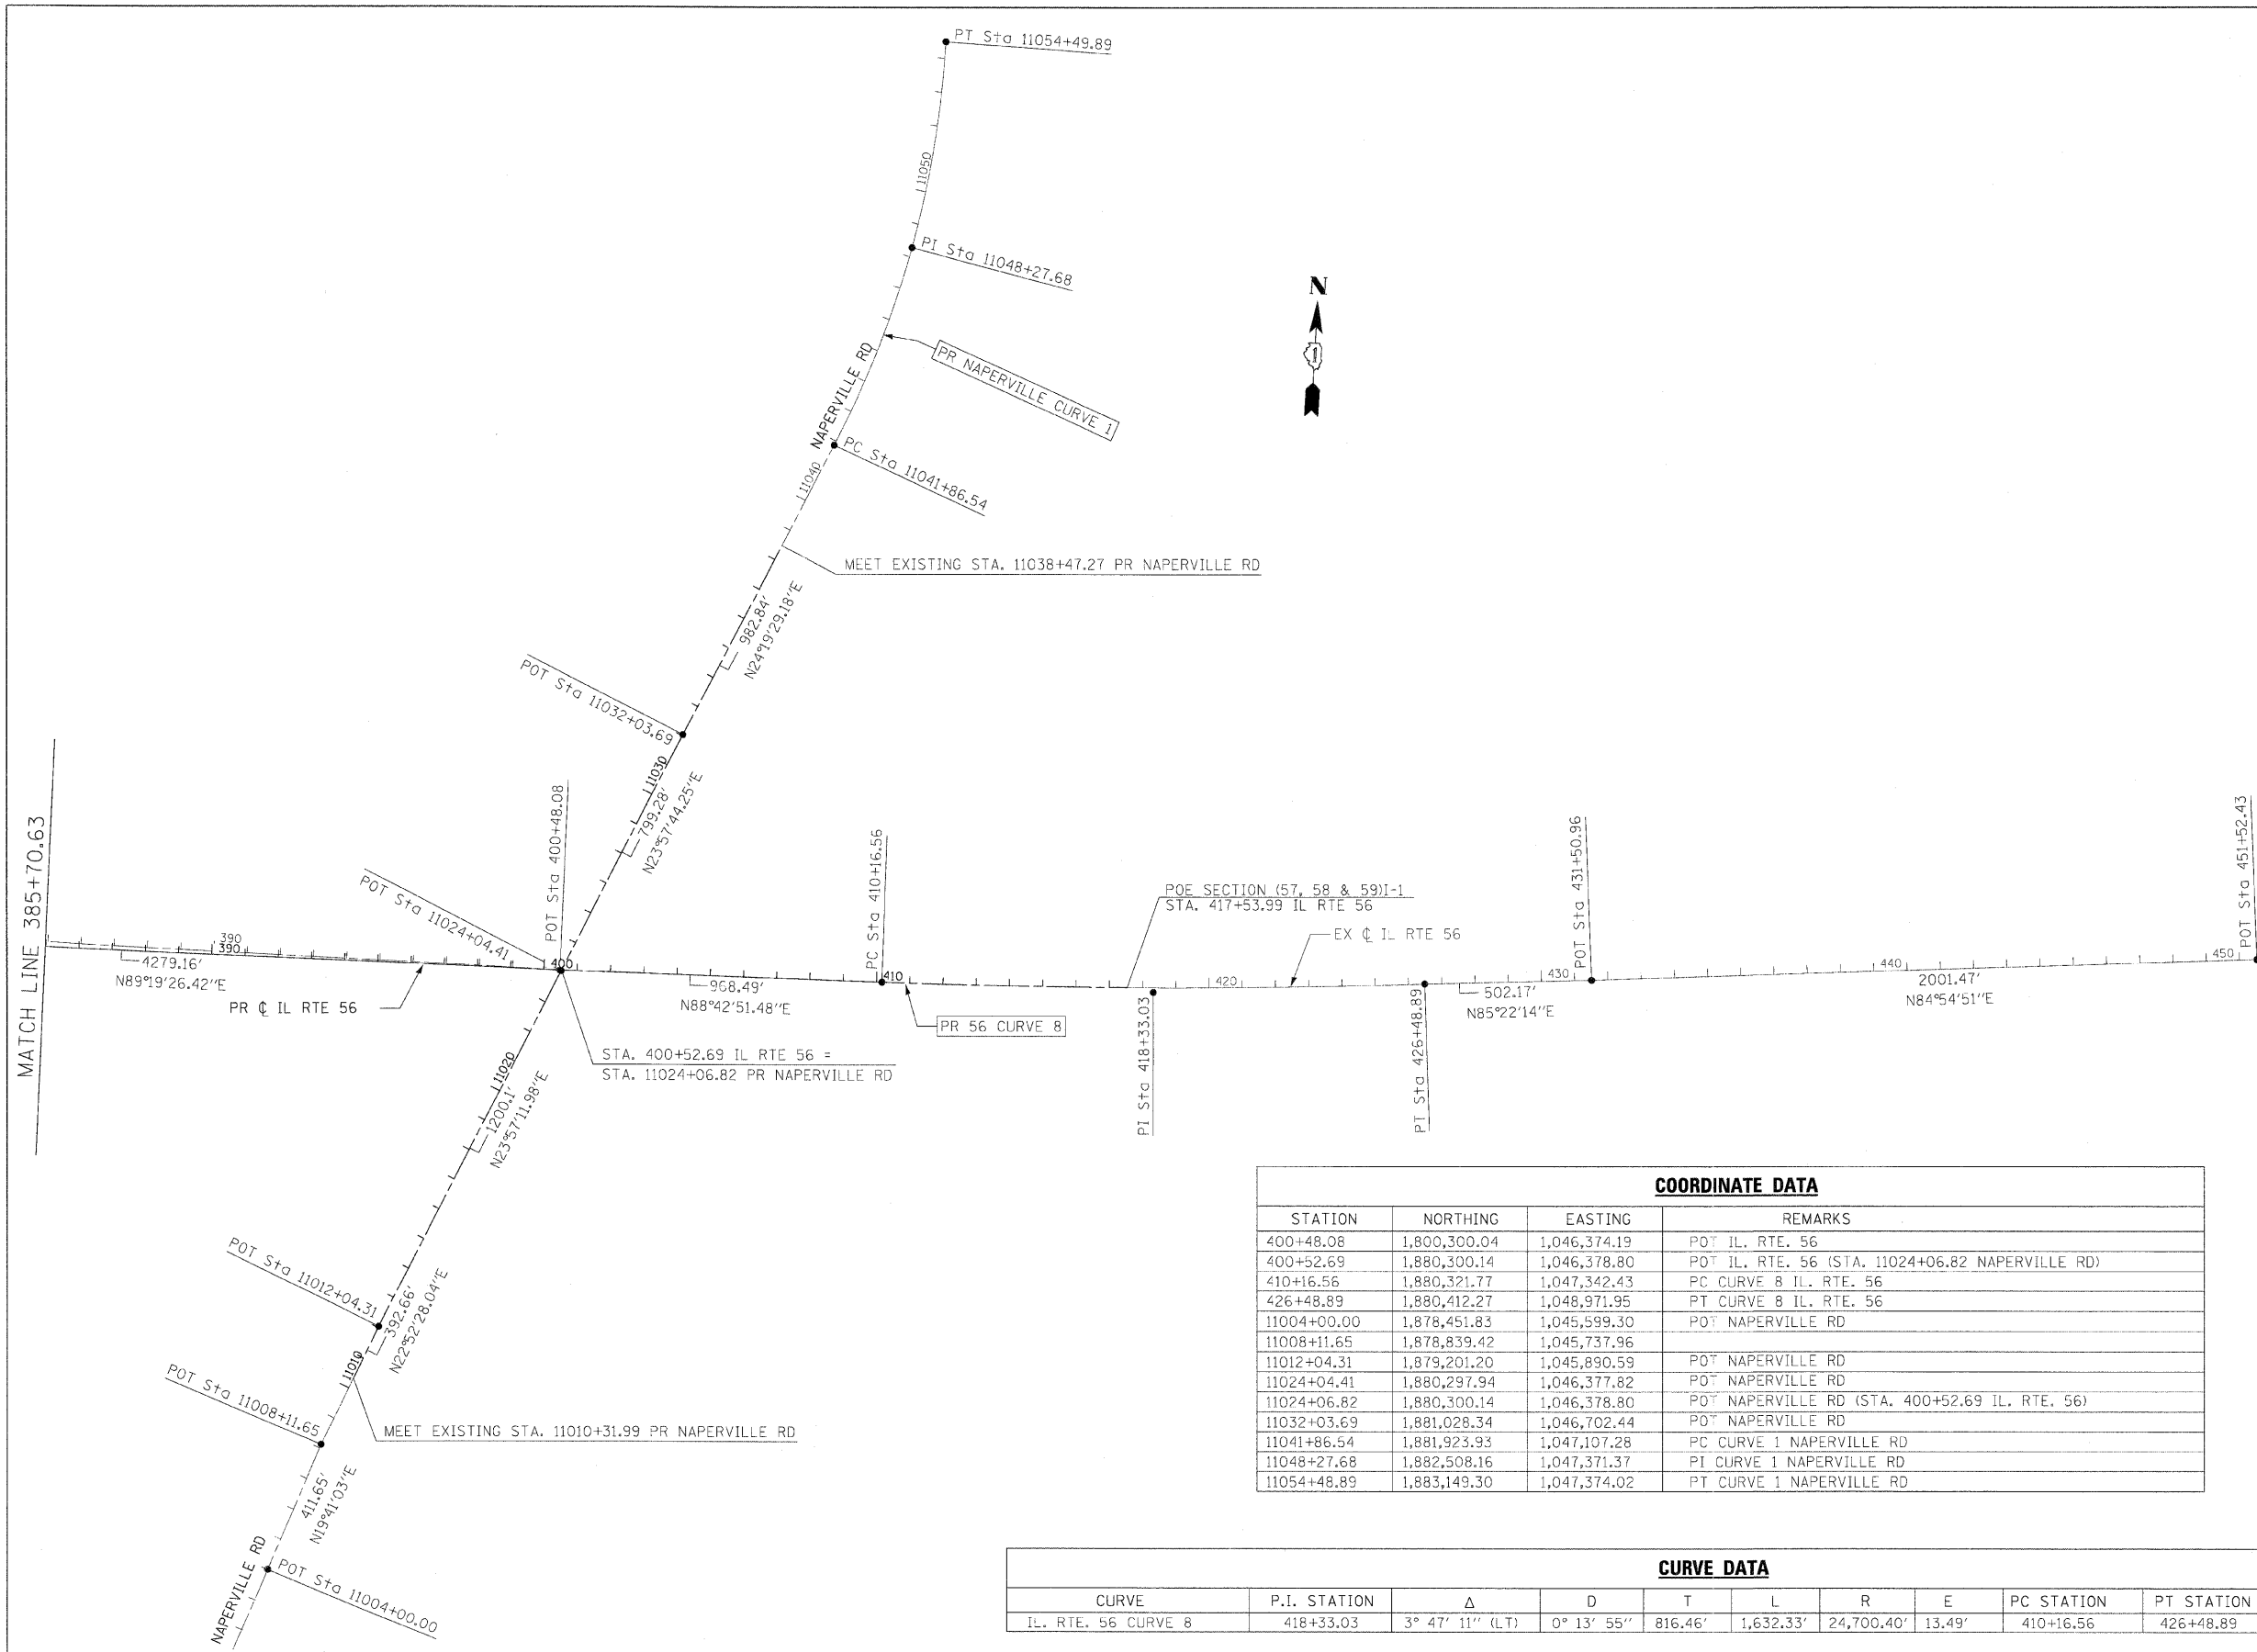 PT Sta 11054+49.89
11050
PI Sta 11048+27.68
N
1
PR NAPERVILLE CURVE 1
NAPERVILLE RD
PC Sta 11041+86.54
11040
MEET EXISTING STA. 11038+47.27 PR NAPERVILLE RD
982.84'
N24°19'29.18"E
POT Sta 11032+03.69
11030
799.28'
N23°57'44.25"E
MATCH LINE 385+70.63
POT Sta 11024+04.41
POT Sta 400+48.08
PC Sta 410+16.56
POE SECTION (57, 58 & 59)I-1
STA. 417+53.99 IL RTE 56
EX ℄ IL RTE 56
POT Sta 431+50.96
POT Sta 451+52.43
390
390
400
410
420
430
440
450
4279.16'
N89°19'26.42"E
PR ℄ IL RTE 56
968.49'
N88°42'51.48"E
PR 56 CURVE 8
502.17'
N85°22'14"E
2001.47'
N84°54'51"E
PI Sta 418+33.03
PT Sta 426+48.89
STA. 400+52.69 IL RTE 56 =
STA. 11024+06.82 PR NAPERVILLE RD
11020
1200.1'
N23°57'11.98"E
POT Sta 11012+04.31
392.66'
N22°52'28.04"E
11010
POT Sta 11008+11.65
MEET EXISTING STA. 11010+31.99 PR NAPERVILLE RD
411.65'
N19°41'03"E
NAPERVILLE RD
POT Sta 11004+00.00
COORDINATE DATA
STATION NORTHING EASTING REMARKS
400+48.08 1,800,300.04 1,046,374.19 POT IL. RTE. 56
400+52.69 1,880,300.14 1,046,378.80 POT IL. RTE. 56 (STA. 11024+06.82 NAPERVILLE RD)
410+16.56 1,880,321.77 1,047,342.43 PC CURVE 8 IL. RTE. 56
426+48.89 1,880,412.27 1,048,971.95 PT CURVE 8 IL. RTE. 56
11004+00.00 1,878,451.83 1,045,599.30 POT NAPERVILLE RD
11008+11.65 1,878,839.42 1,045,737.96
11012+04.31 1,879,201.20 1,045,890.59 POT NAPERVILLE RD
11024+04.41 1,880,297.94 1,046,377.82 POT NAPERVILLE RD
11024+06.82 1,880,300.14 1,046,378.80 POT NAPERVILLE RD (STA. 400+52.69 IL. RTE. 56)
11032+03.69 1,881,028.34 1,046,702.44 POT NAPERVILLE RD
11041+86.54 1,881,923.93 1,047,107.28 PC CURVE 1 NAPERVILLE RD
11048+27.68 1,882,508.16 1,047,371.37 PI CURVE 1 NAPERVILLE RD
11054+48.89 1,883,149.30 1,047,374.02 PT CURVE 1 NAPERVILLE RD
CURVE DATA
CURVE P.I. STATION Δ D T L R E PC STATION PT STATION
IL. RTE. 56 CURVE 8 418+33.03 3° 47' 11" (LT) 0° 13' 55" 816.46' 1,632.33' 24,700.40' 13.49' 410+16.56 426+48.89